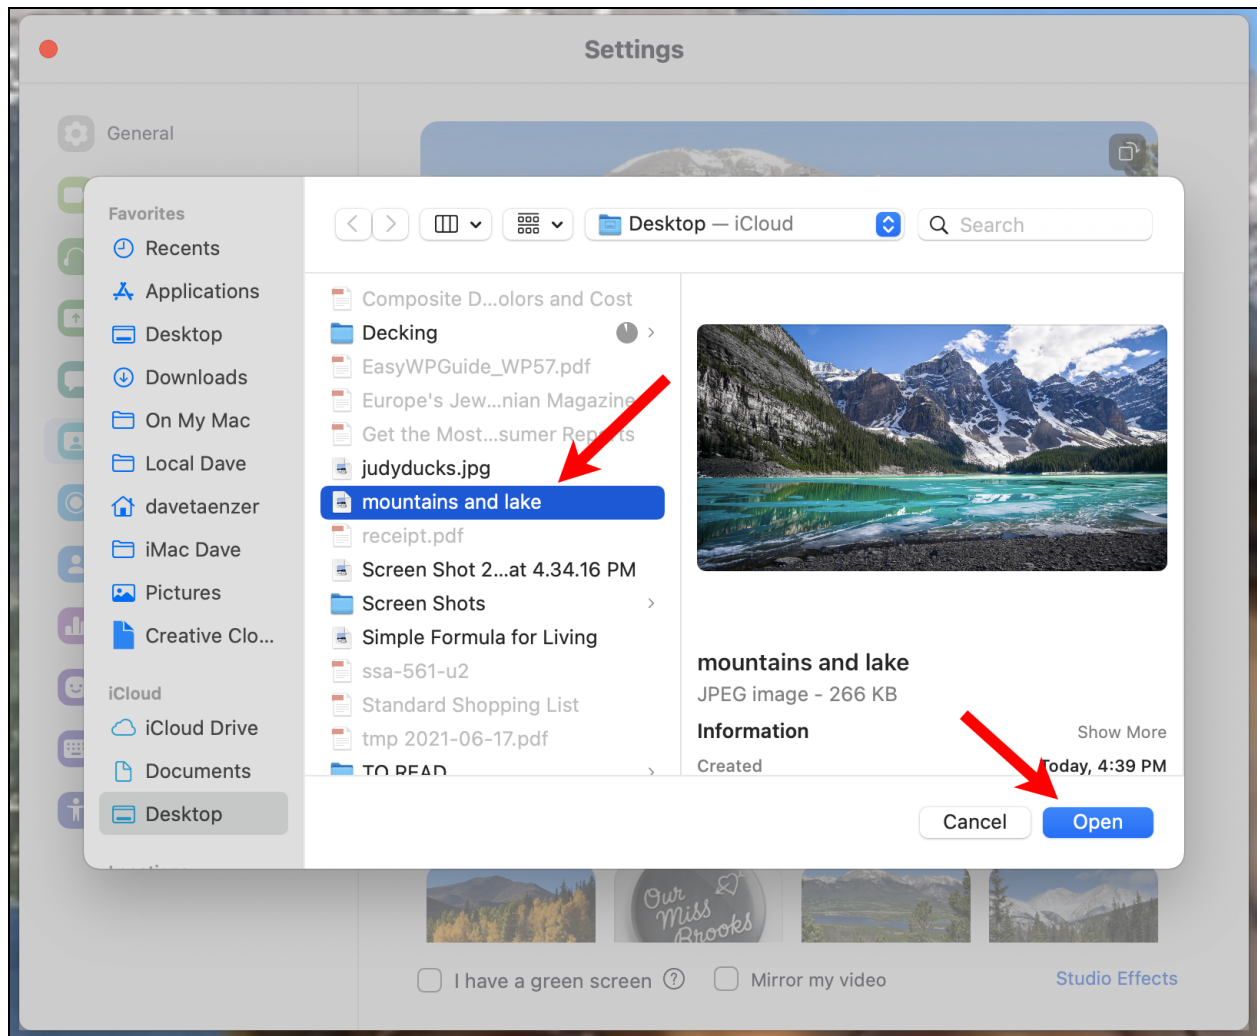 Settings
General
Favorites
Recents
Applications
Desktop
Downloads
On My Mac
Local Dave
davetaenzer
iMac Dave
Pictures
Creative Clo...
iCloud
iCloud Drive
Documents
Desktop
Desktop — iCloud
Search
Composite D...olors and Cost
Decking
EasyWPGuide_WP57.pdf
Europe's Jew...nian Magazine
Get the Most...sumer Reports
judyducks.jpg
mountains and lake
receipt.pdf
Screen Shot 2...at 4.34.16 PM
Screen Shots
Simple Formula for Living
ssa-561-u2
Standard Shopping List
tmp 2021-06-17.pdf
TO READ
mountains and lake
JPEG image - 266 KB
Information Show More
Created Today, 4:39 PM
Cancel Open
Our
Miss
Brooks
I have a green screen ? Mirror my video Studio Effects